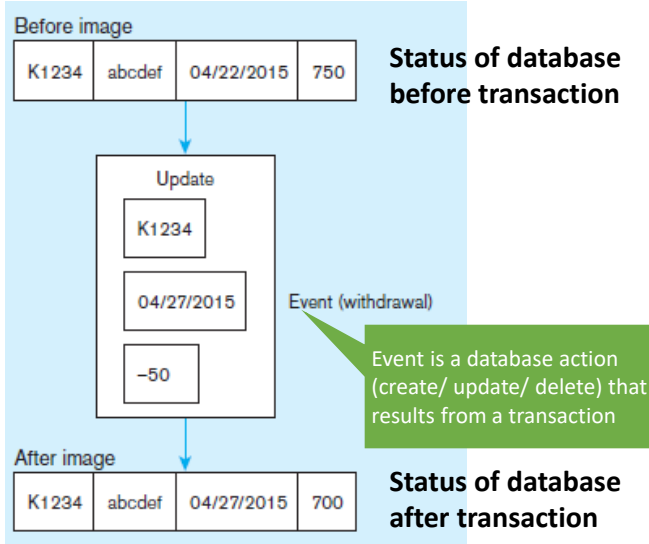 Before image
K1234 abcdef 04/22/2015 750
Status of database
before transaction
Update
K1234
04/27/2015
Event (withdrawal)
–50
Event is a database action
(create/ update/ delete) that
results from a transaction
After image
K1234 abcdef 04/27/2015 700
Status of database
after transaction